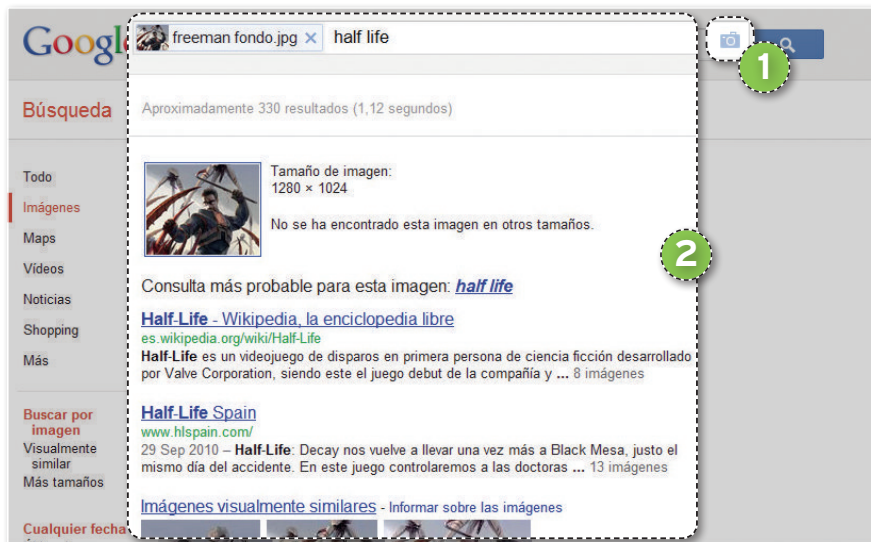 Google
freeman fondo.jpg × half life
1
Búsqueda
Aproximadamente 330 resultados (1,12 segundos)
Todo
Imágenes
Maps
Vídeos
Noticias
Shopping
Más
Buscar por
imagen
Visualmente
similar
Más tamaños
Cualquier fecha
Tamaño de imagen:
1280 × 1024
No se ha encontrado esta imagen en otros tamaños.
2
Consulta más probable para esta imagen: half life
Half-Life - Wikipedia, la enciclopedia libre
es.wikipedia.org/wiki/Half-Life
Half-Life es un videojuego de disparos en primera persona de ciencia ficción desarrollado
por Valve Corporation, siendo este el juego debut de la compañía y ... 8 imágenes
Half-Life Spain
www.hlspain.com/
29 Sep 2010 – Half-Life: Decay nos vuelve a llevar una vez más a Black Mesa, justo el
mismo día del accidente. En este juego controlaremos a las doctoras ... 13 imágenes
Imágenes visualmente similares - Informar sobre las imágenes